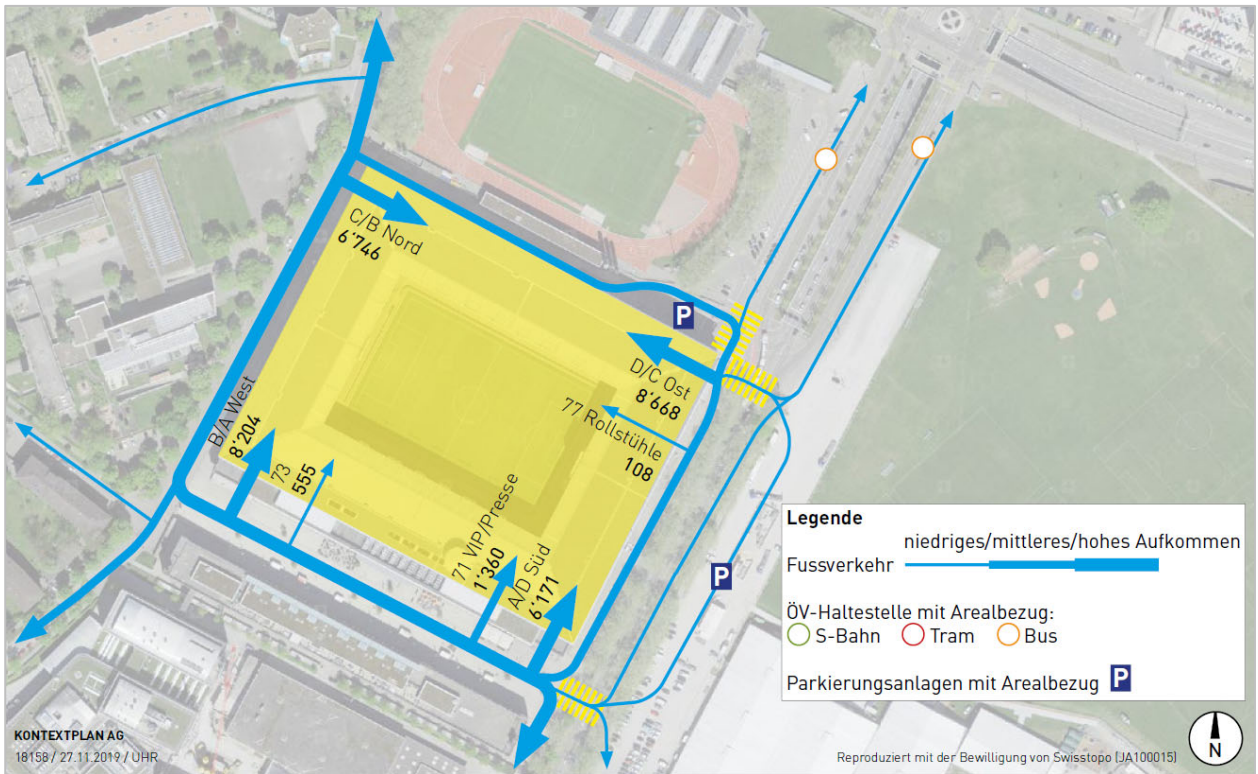 C/B Nord
6‘746
P
D/C Ost
8‘668
77 Rollstühle
108
B/A West
8‘204
73
555
71 VIP/Presse
1‘360
A/D Süd
6‘171
P
Legende
niedriges/mittleres/hohes Aufkommen
Fussverkehr
ÖV-Haltestelle mit Arealbezug:
S-Bahn Tram Bus
Parkierungsanlagen mit Arealbezug P
KONTEXTPLAN AG
18158 / 27.11.2019 / UHR
Reproduziert mit der Bewilligung von Swisstopo (JA100015)
N